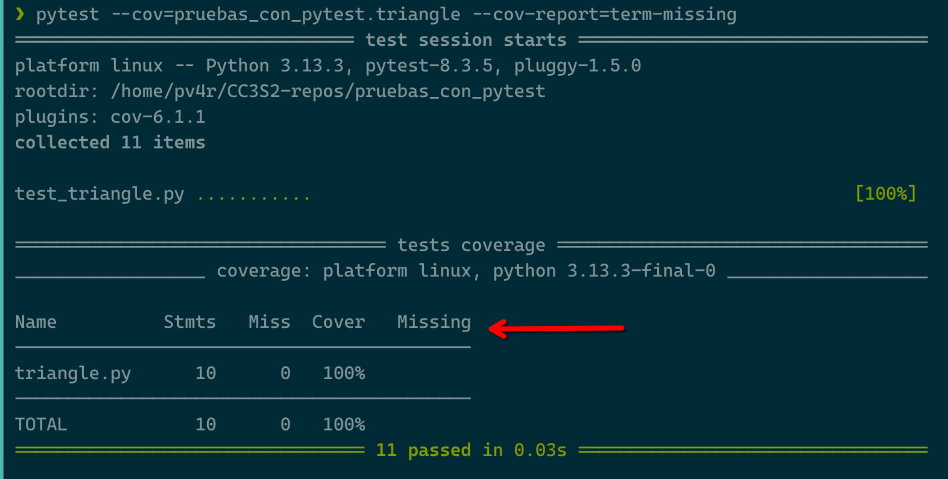 ❯ pytest --cov=pruebas_con_pytest.triangle --cov-report=term-missing
test session starts
platform linux -- Python 3.13.3, pytest-8.3.5, pluggy-1.5.0
rootdir: /home/pv4r/CC3S2-repos/pruebas_con_pytest
plugins: cov-6.1.1
collected 11 items
test_triangle.py ........... [100%]
tests coverage
coverage: platform linux, python 3.13.3-final-0
Name Stmts Miss Cover Missing
triangle.py 10 0 100%
TOTAL 10 0 100%
11 passed in 0.03s